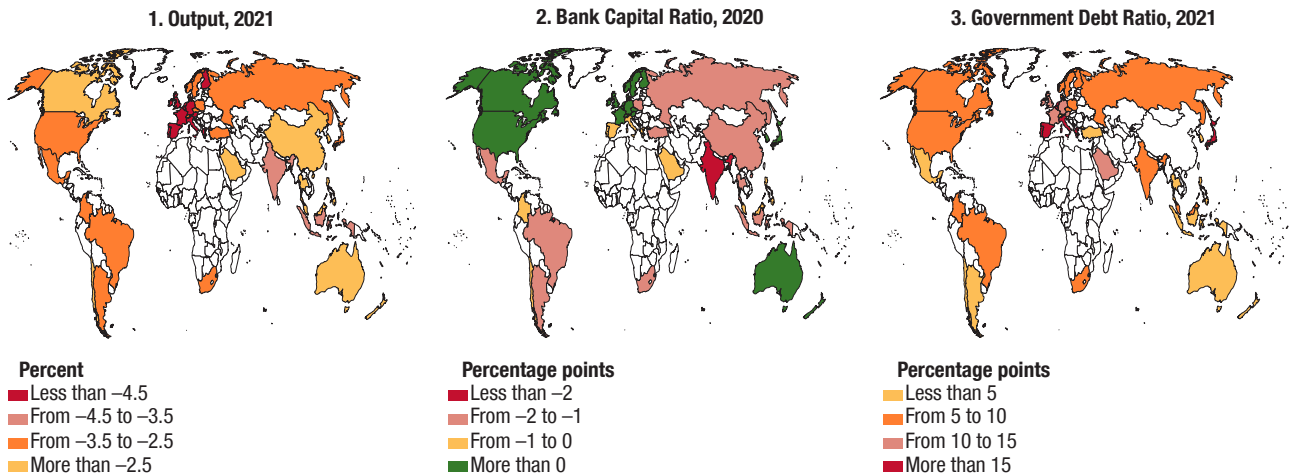 1. Output, 2021
2. Bank Capital Ratio, 2020
3. Government Debt Ratio, 2021
Percent
Less than –4.5
From –4.5 to –3.5
From –3.5 to –2.5
More than –2.5
Percentage points
Less than –2
From –2 to –1
From –1 to 0
More than 0
Percentage points
Less than 5
From 5 to 10
From 10 to 15
More than 15